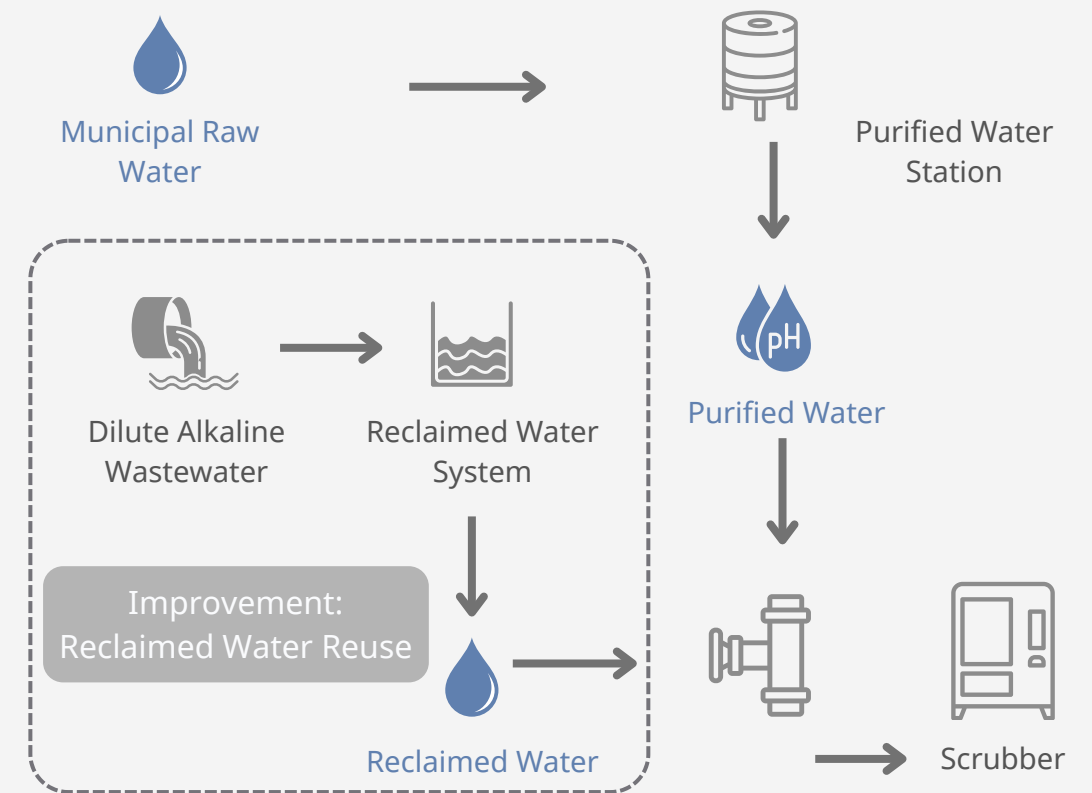 Municipal Raw
Water
Purified Water
Station
pH
Purified Water
Dilute Alkaline
Wastewater
Reclaimed Water
System
Improvement:
Reclaimed Water Reuse
Reclaimed Water
Scrubber